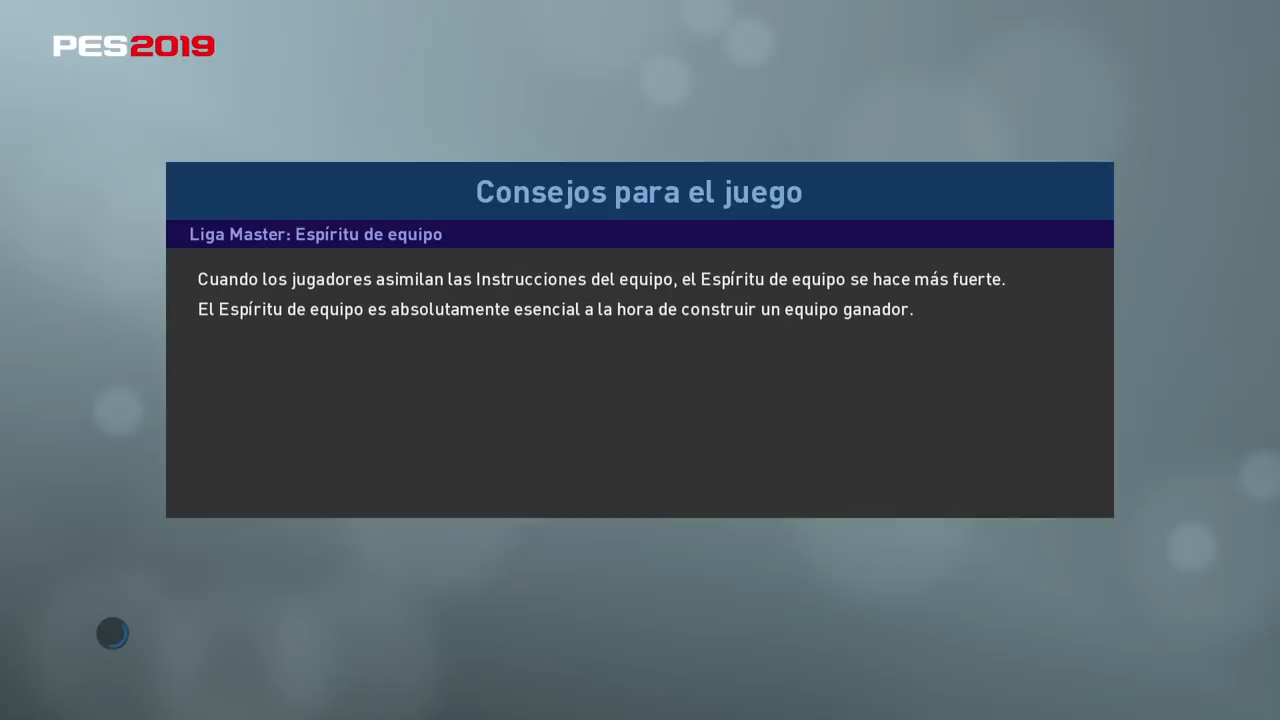 PES2019
Consejos para el juego
Liga Master: Espíritu de equipo
Cuando los jugadores asimilan las Instrucciones del equipo, el Espíritu de equipo se hace más fuerte.
El Espíritu de equipo es absolutamente esencial a la hora de construir un equipo ganador.